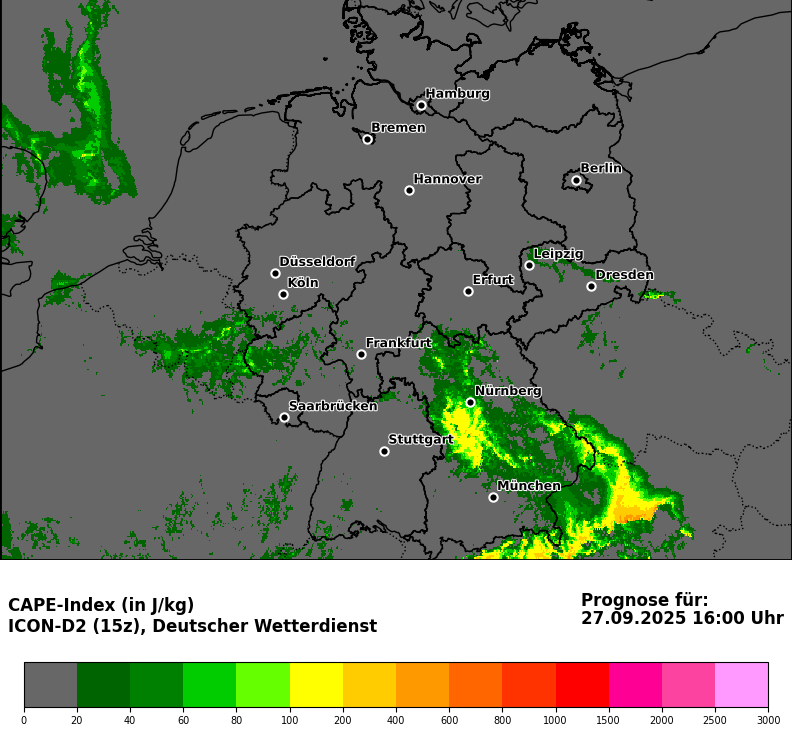 Hamburg
Bremen
Berlin
Hannover
Leipzig
Düsseldorf
Dresden
Köln
Erfurt
Frankfurt
Nürnberg
Saarbrücken
Stuttgart
München
CAPE-Index (in J/kg)
ICON-D2 (15z), Deutscher Wetterdienst
Prognose für:
27.09.2025 16:00 Uhr
0 20 40 60 80 100 200 400 600 800 1000 1500 2000 2500 3000